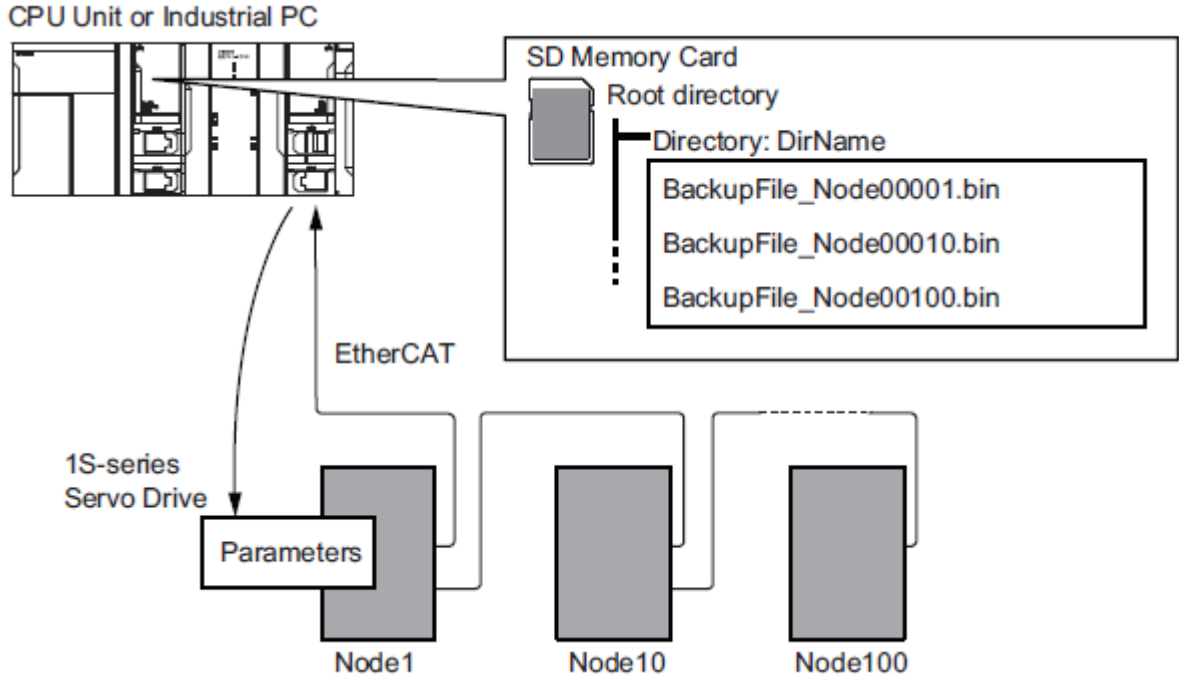 CPU Unit or Industrial PC
SD Memory Card
Root directory
Directory: DirName
BackupFile_Node00001.bin
BackupFile_Node00010.bin
BackupFile_Node00100.bin
EtherCAT
1S-series
Servo Drive
Parameters
Node1
Node10
Node100